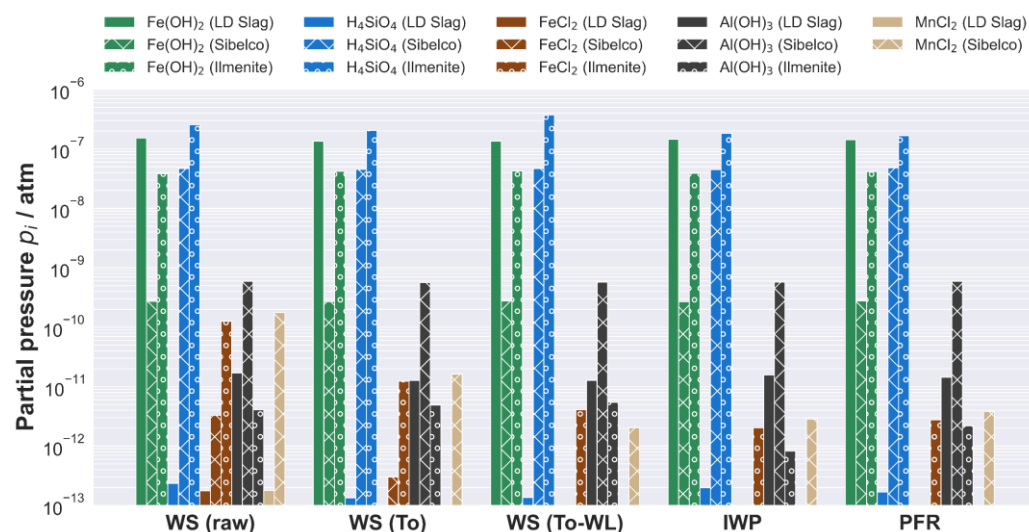 Fe(OH)₂ (LD Slag) H₄SiO₄ (LD Slag) FeCl₂ (LD Slag) Al(OH)₃ (LD Slag) MnCl₂ (LD Slag)
Fe(OH)₂ (Sibelco) H₄SiO₄ (Sibelco) FeCl₂ (Sibelco) Al(OH)₃ (Sibelco) MnCl₂ (Sibelco)
Fe(OH)₂ (Ilmenite) H₄SiO₄ (Ilmenite) FeCl₂ (Ilmenite) Al(OH)₃ (Ilmenite)
Partial pressure pᵢ / atm
10⁻⁶
10⁻⁷
10⁻⁸
10⁻⁹
10⁻¹⁰
10⁻¹¹
10⁻¹²
10⁻¹³
WS (raw) WS (To) WS (To-WL) IWP PFR